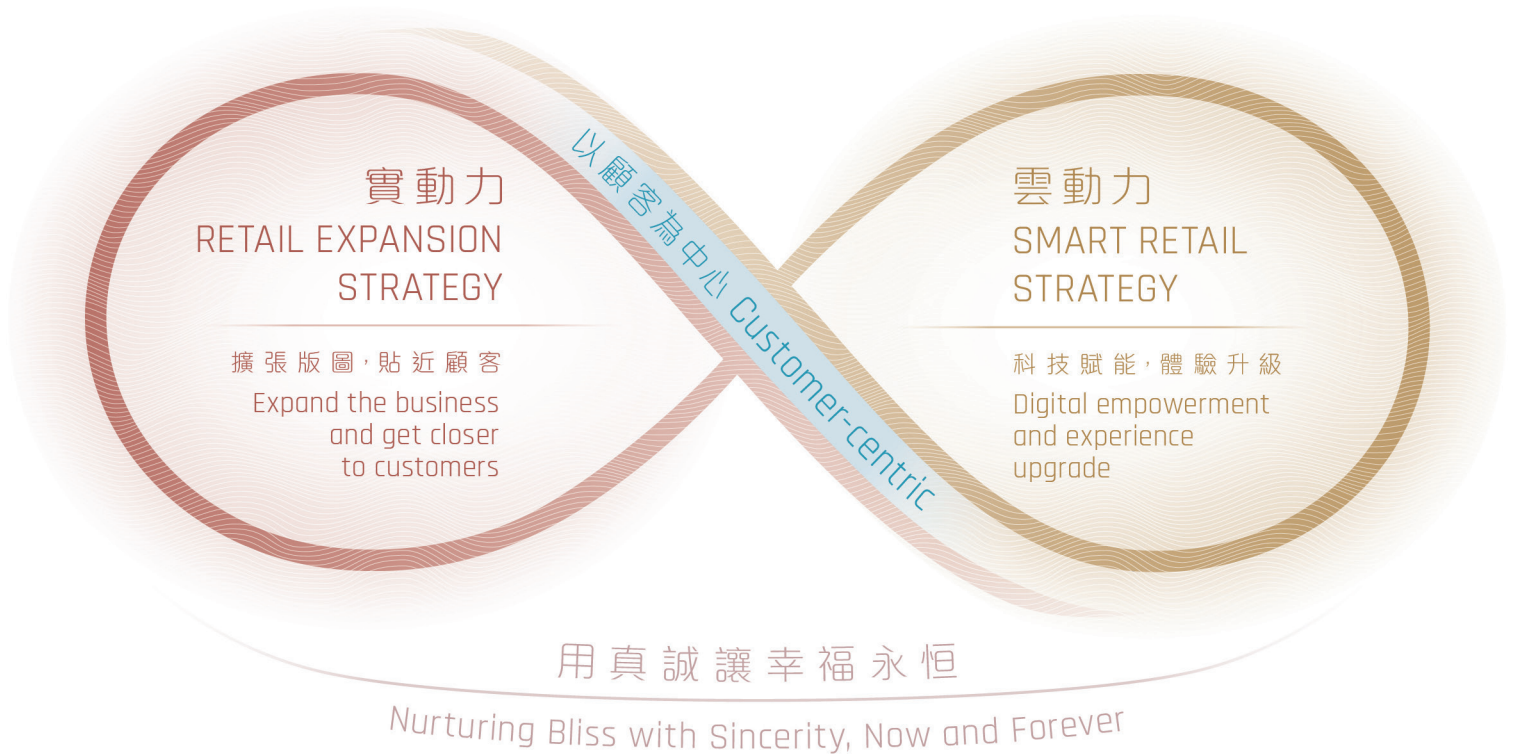 實動力
RETAIL EXPANSION
STRATEGY
擴張版圖，貼近顧客
Expand the business
and get closer
to customers
以顧客為中心 Customer-centric
雲動力
SMART RETAIL
STRATEGY
科技賦能，體驗升級
Digital empowerment
and experience
upgrade
用真誠讓幸福永恒
Nurturing Bliss with Sincerity, Now and Forever